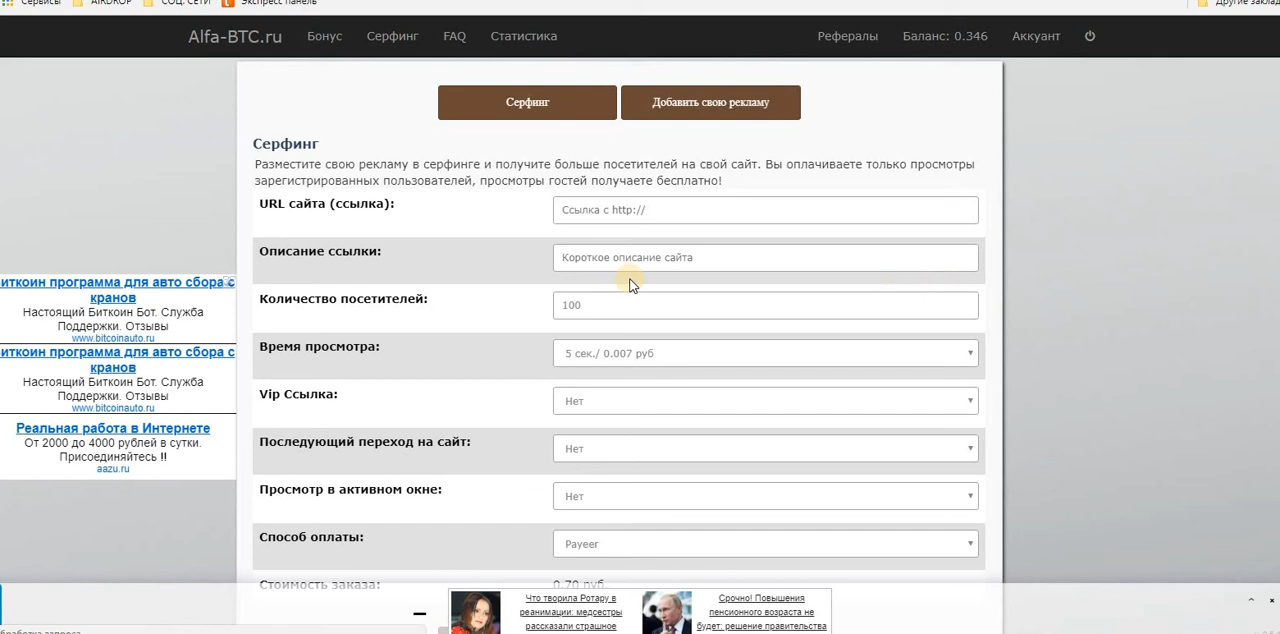 Сервисы AIRDROP СОЦ. СЕТИ Экспресс панель Другие заклад
Alfa-BTC.ru Бонус Серфинг FAQ Статистика Рефералы Баланс: 0.346 Аккуант
Серфинг Добавить свою рекламу
Серфинг
Разместите свою рекламу в серфинге и получите больше посетителей на свой сайт. Вы оплачиваете только просмотры
зарегистрированных пользователей, просмотры гостей получаете бесплатно!
URL сайта (ссылка): Ссылка с http://
Описание ссылки: Короткое описание сайта
Количество посетителей: 100
Время просмотра: 5 сек./ 0.007 руб
Vip Ссылка: Нет
Последующий переход на сайт: Нет
Просмотр в активном окне: Нет
Способ оплаты: Payeer
Стоимость заказа: 0.70 руб.
иткоин программа для авто сбора с
кранов
Настоящий Биткоин Бот. Служба
Поддержки. Отзывы
www.bitcoinauto.ru
иткоин программа для авто сбора с
кранов
Настоящий Биткоин Бот. Служба
Поддержки. Отзывы
www.bitcoinauto.ru
Реальная работа в Интернете
От 2000 до 4000 рублей в сутки.
Присоединяйтесь !!
aazu.ru
Что творила Ротару в
реанимации: медсестры
рассказали страшное
Срочно! Повышения
пенсионного возраста не
будет: решение правительства
бработка запроса